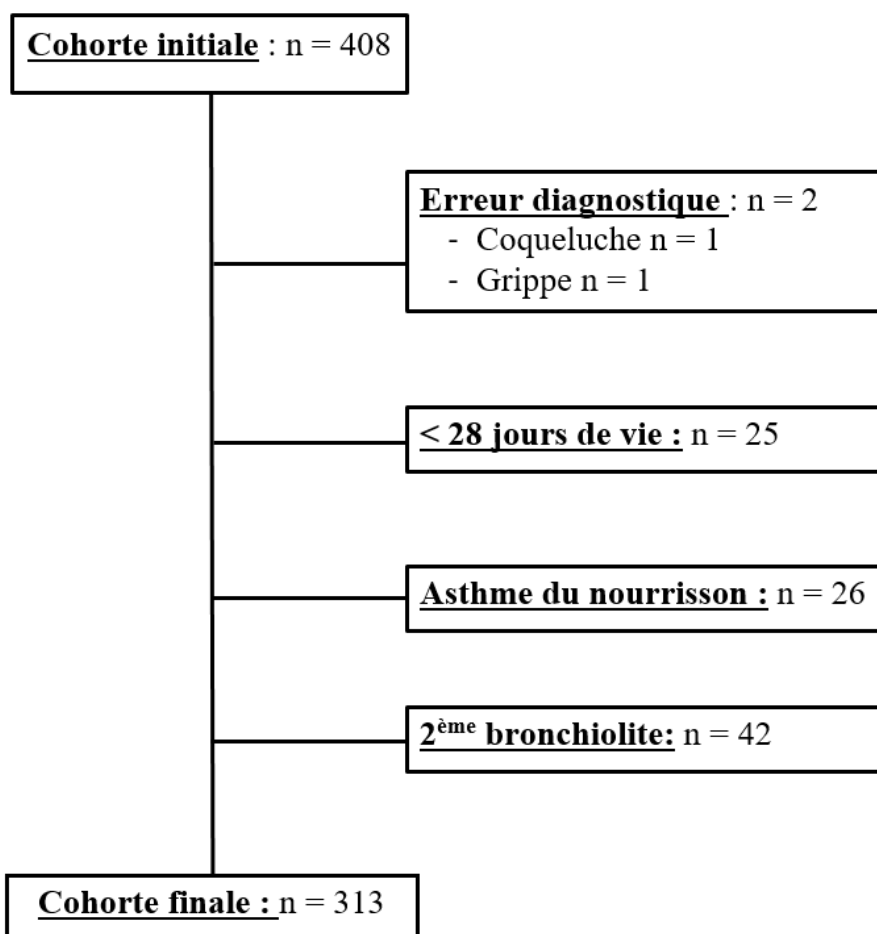 Cohorte initiale : n = 408
Erreur diagnostique : n = 2
- Coqueluche n = 1
- Grippe n = 1
< 28 jours de vie : n = 25
Asthme du nourrisson : n = 26
2ème bronchiolite: n = 42
Cohorte finale : n = 313